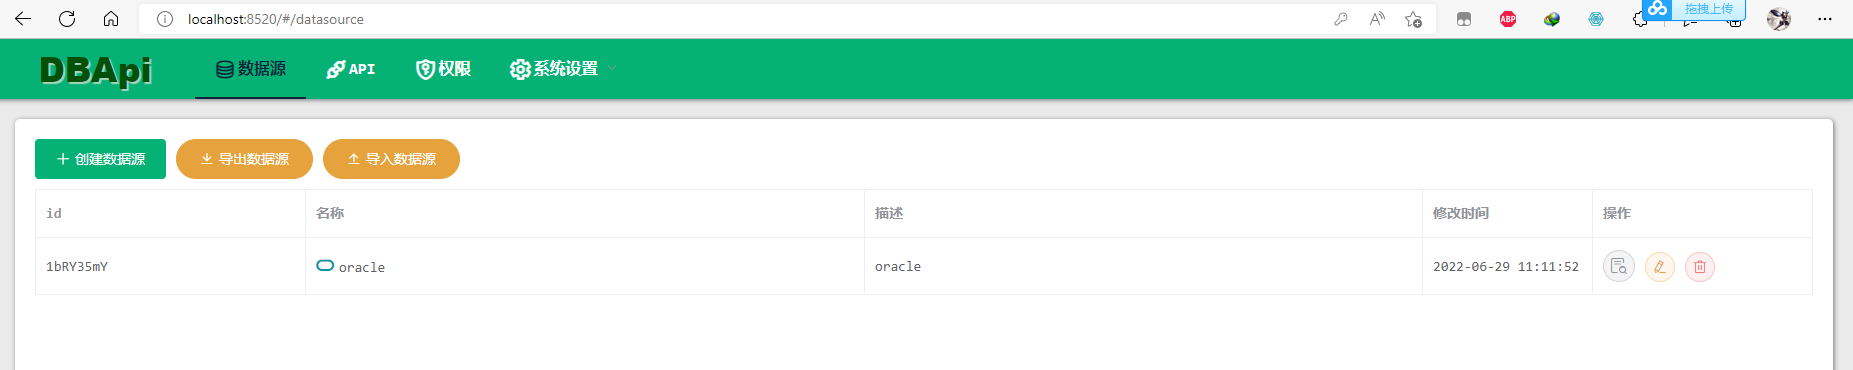 localhost:8520/#/datasource
ABP
拖拽上传
DBApi
数据源
API
权限
系统设置
创建数据源
导出数据源
导入数据源
id 名称 描述 修改时间 操作
1bRY35mY oracle oracle 2022-06-29 11:11:52